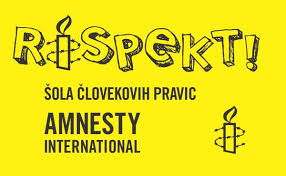 RISPEKT!
ŠOLA ČLOVEKOVIH PRAVIC
AMNESTY
INTERNATIONAL